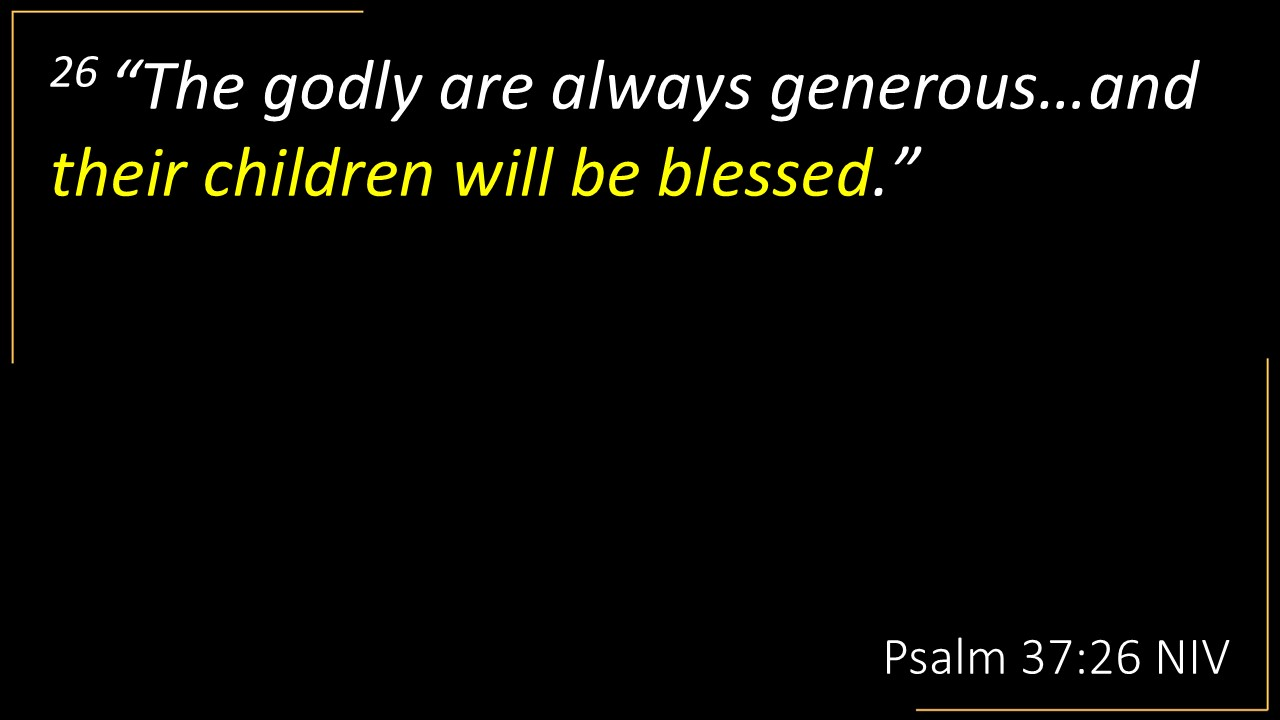 26 “The godly are always generous…and
their children will be blessed.”
Psalm 37:26 NIV